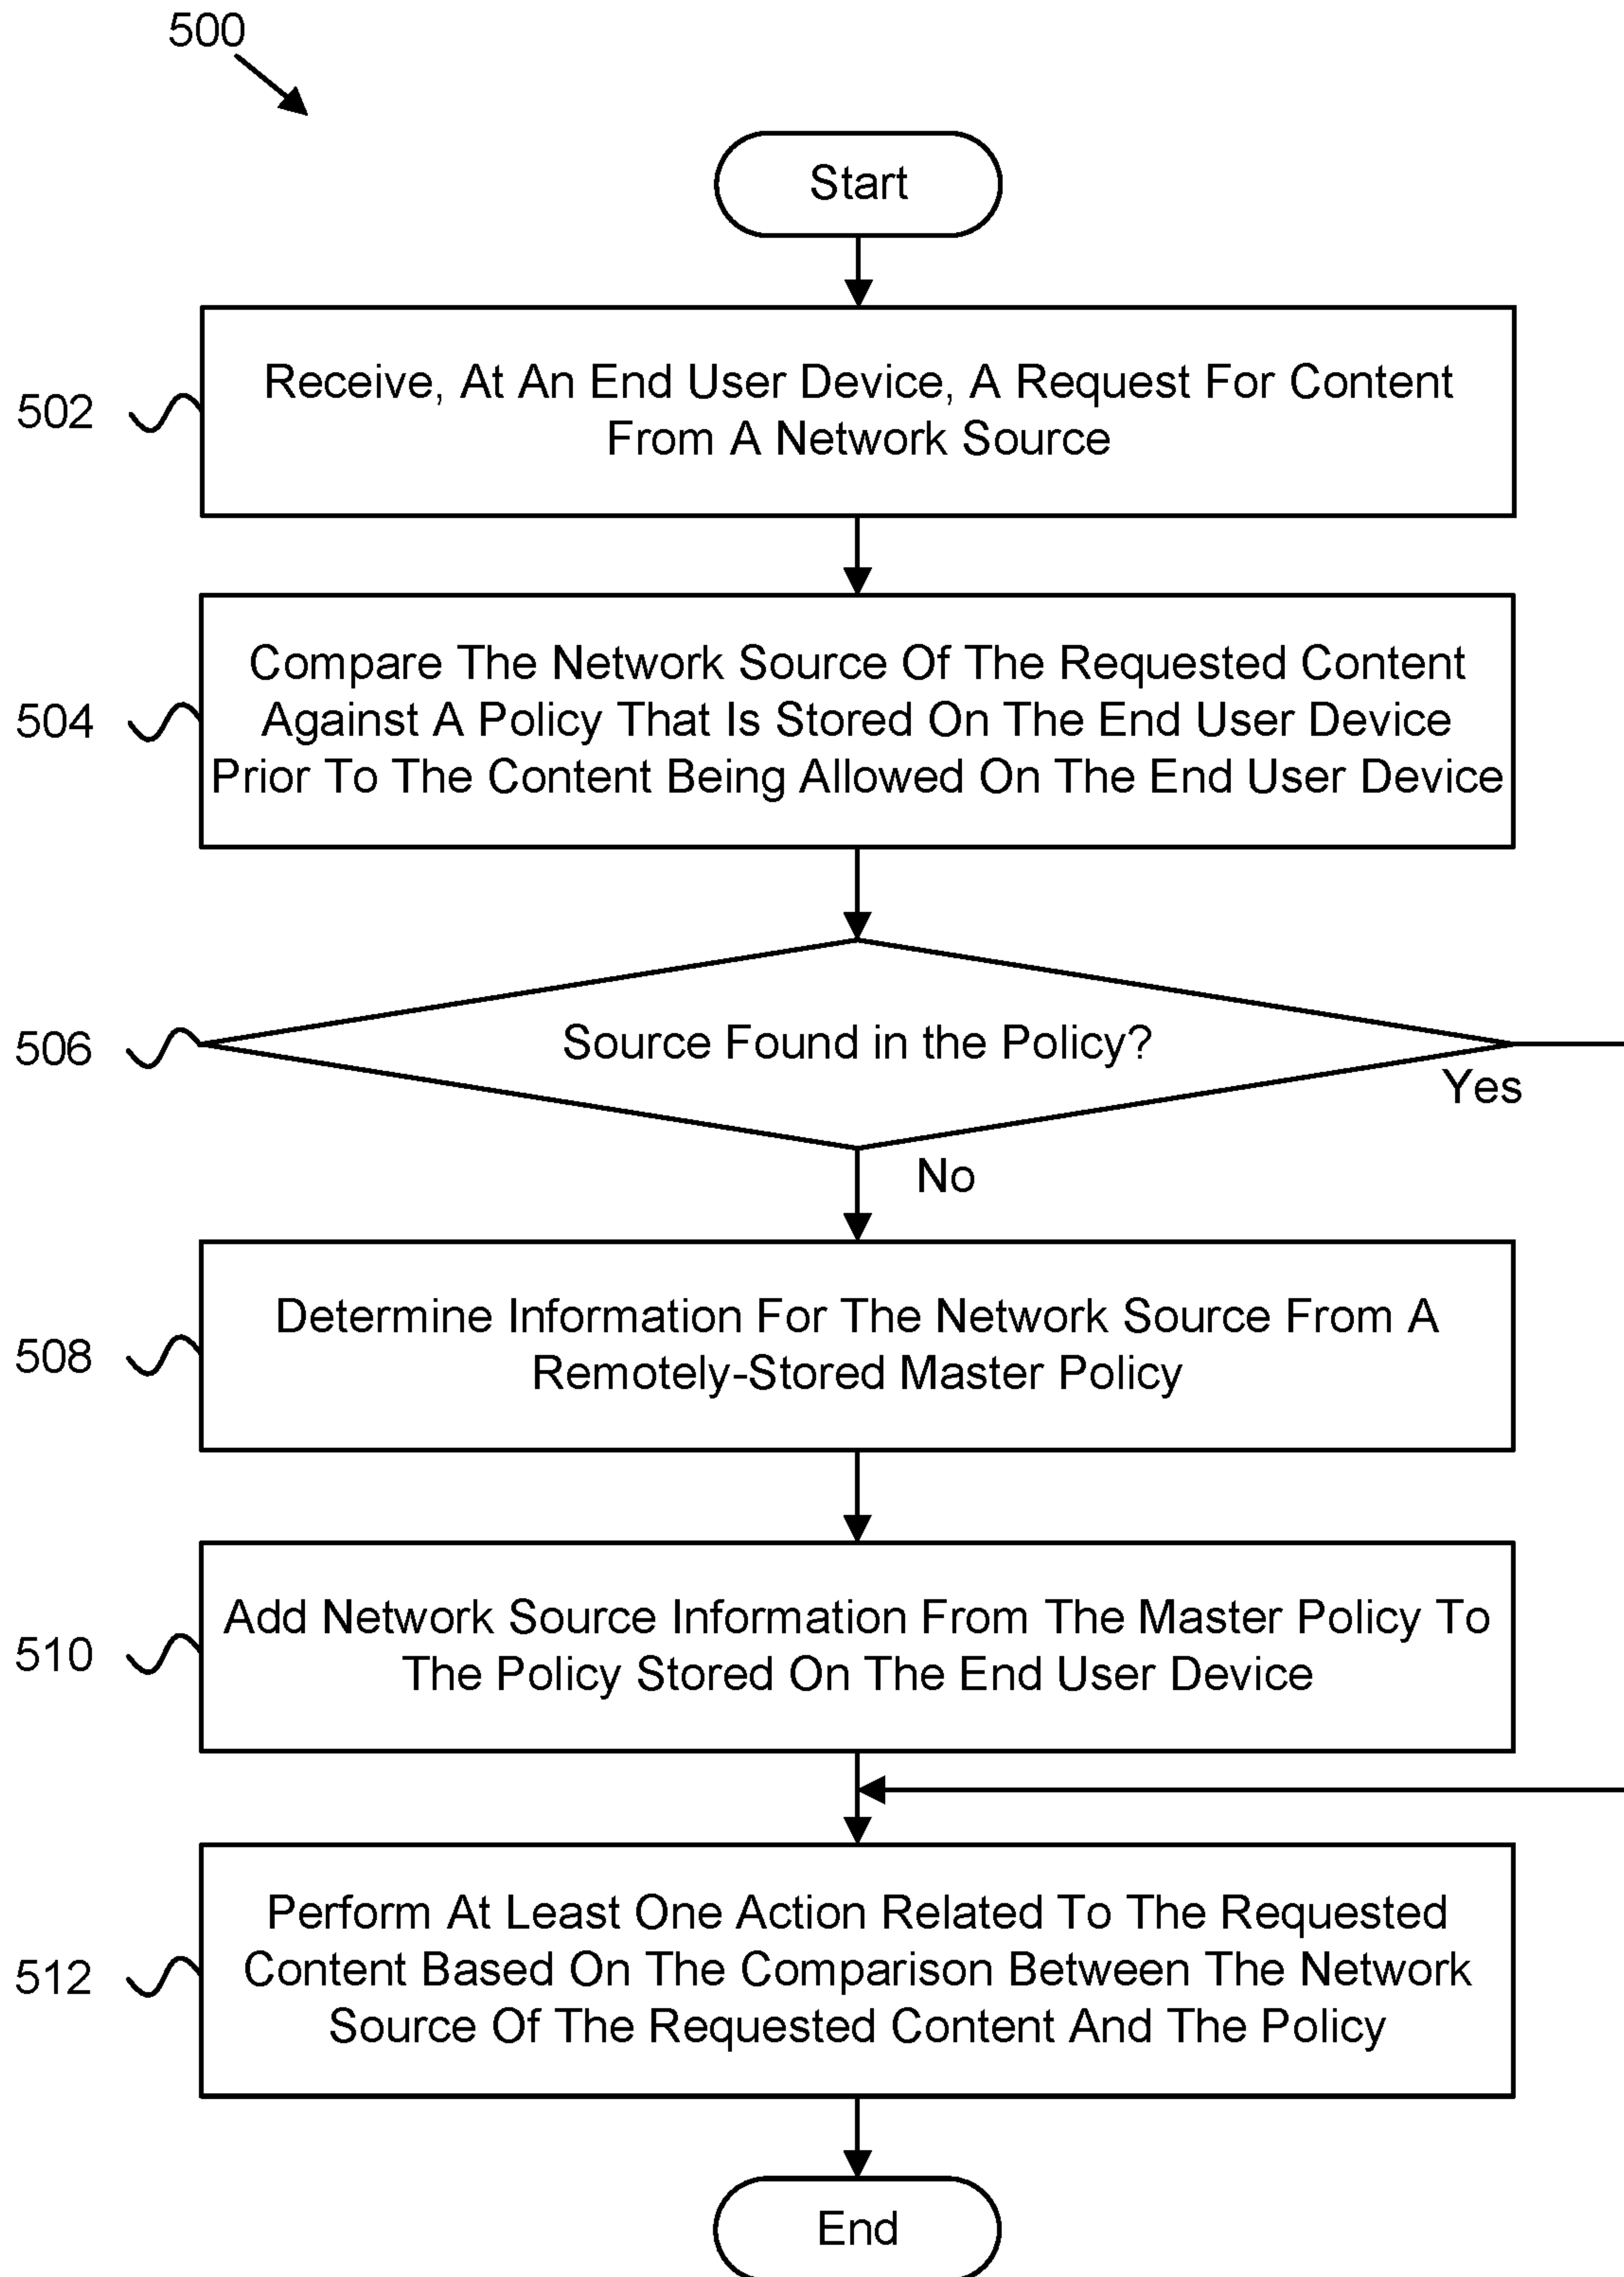 500
Start
502
Receive, At An End User Device, A Request For Content
From A Network Source
504
Compare The Network Source Of The Requested Content
Against A Policy That Is Stored On The End User Device
Prior To The Content Being Allowed On The End User Device
506
Source Found in the Policy?
Yes
No
508
Determine Information For The Network Source From A
Remotely-Stored Master Policy
510
Add Network Source Information From The Master Policy To
The Policy Stored On The End User Device
512
Perform At Least One Action Related To The Requested
Content Based On The Comparison Between The Network
Source Of The Requested Content And The Policy
End